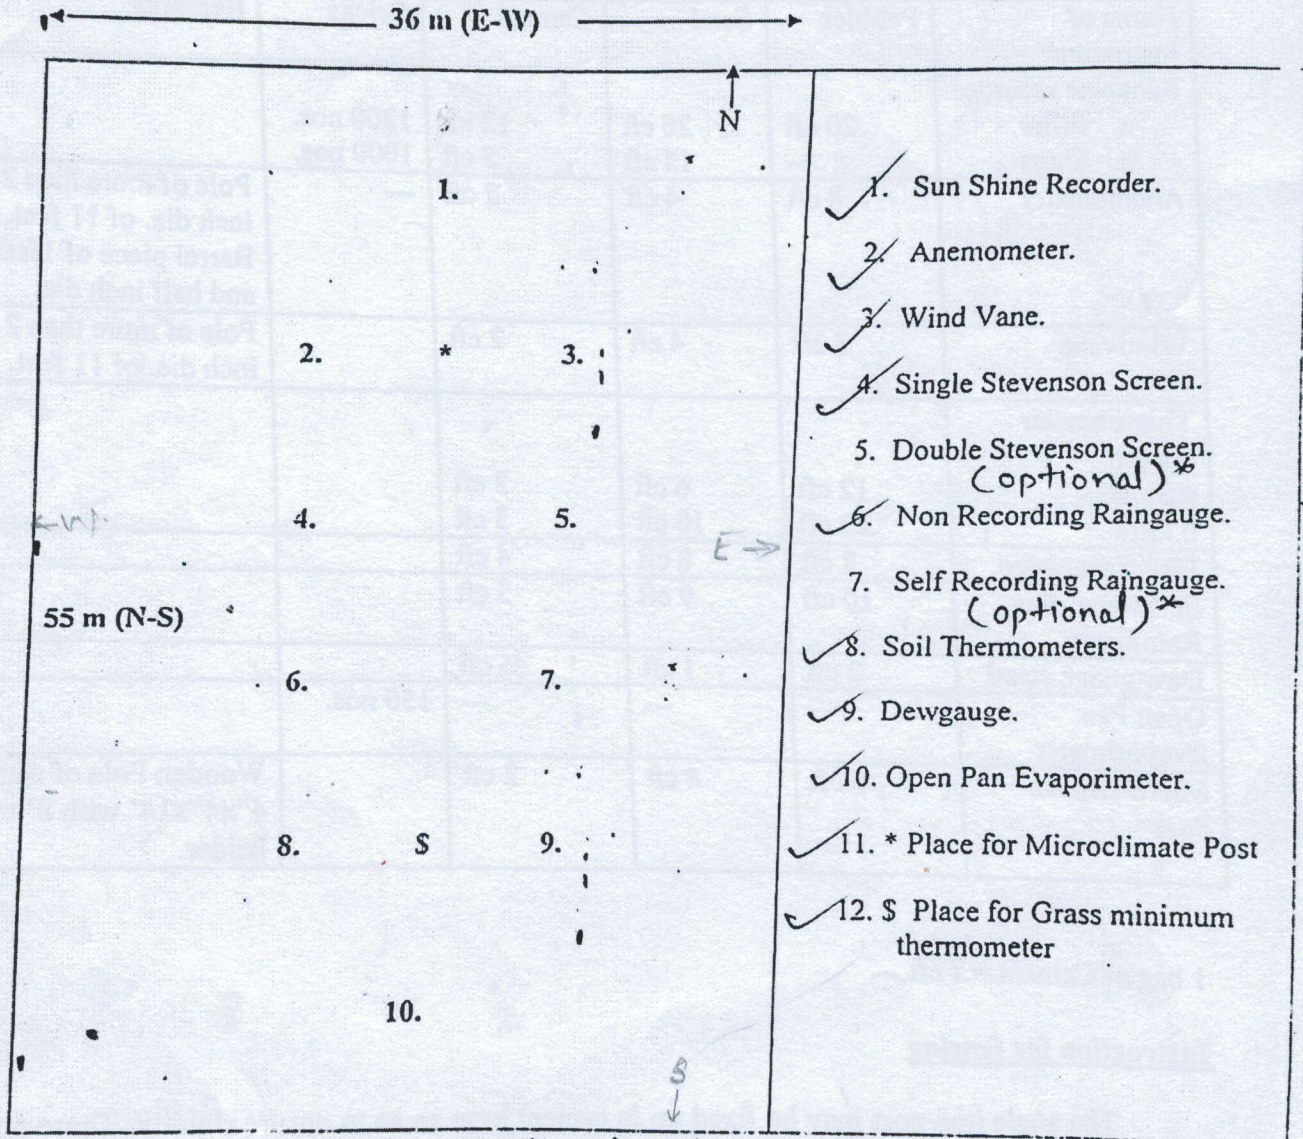 36 m (E-W)
N
1.
2. * 3.
4. 5.
E →
55 m (N-S)
6. 7.
8. $ 9.
10.
S
1. Sun Shine Recorder.
2. Anemometer.
3. Wind Vane.
4. Single Stevenson Screen.
5. Double Stevenson Screen.
(optional)*
6. Non Recording Raingauge.
7. Self Recording Raingauge.
(optional)*
8. Soil Thermometers.
9. Dewgauge.
10. Open Pan Evaporimeter.
11. * Place for Microclimate Post
12. $ Place for Grass minimum
thermometer